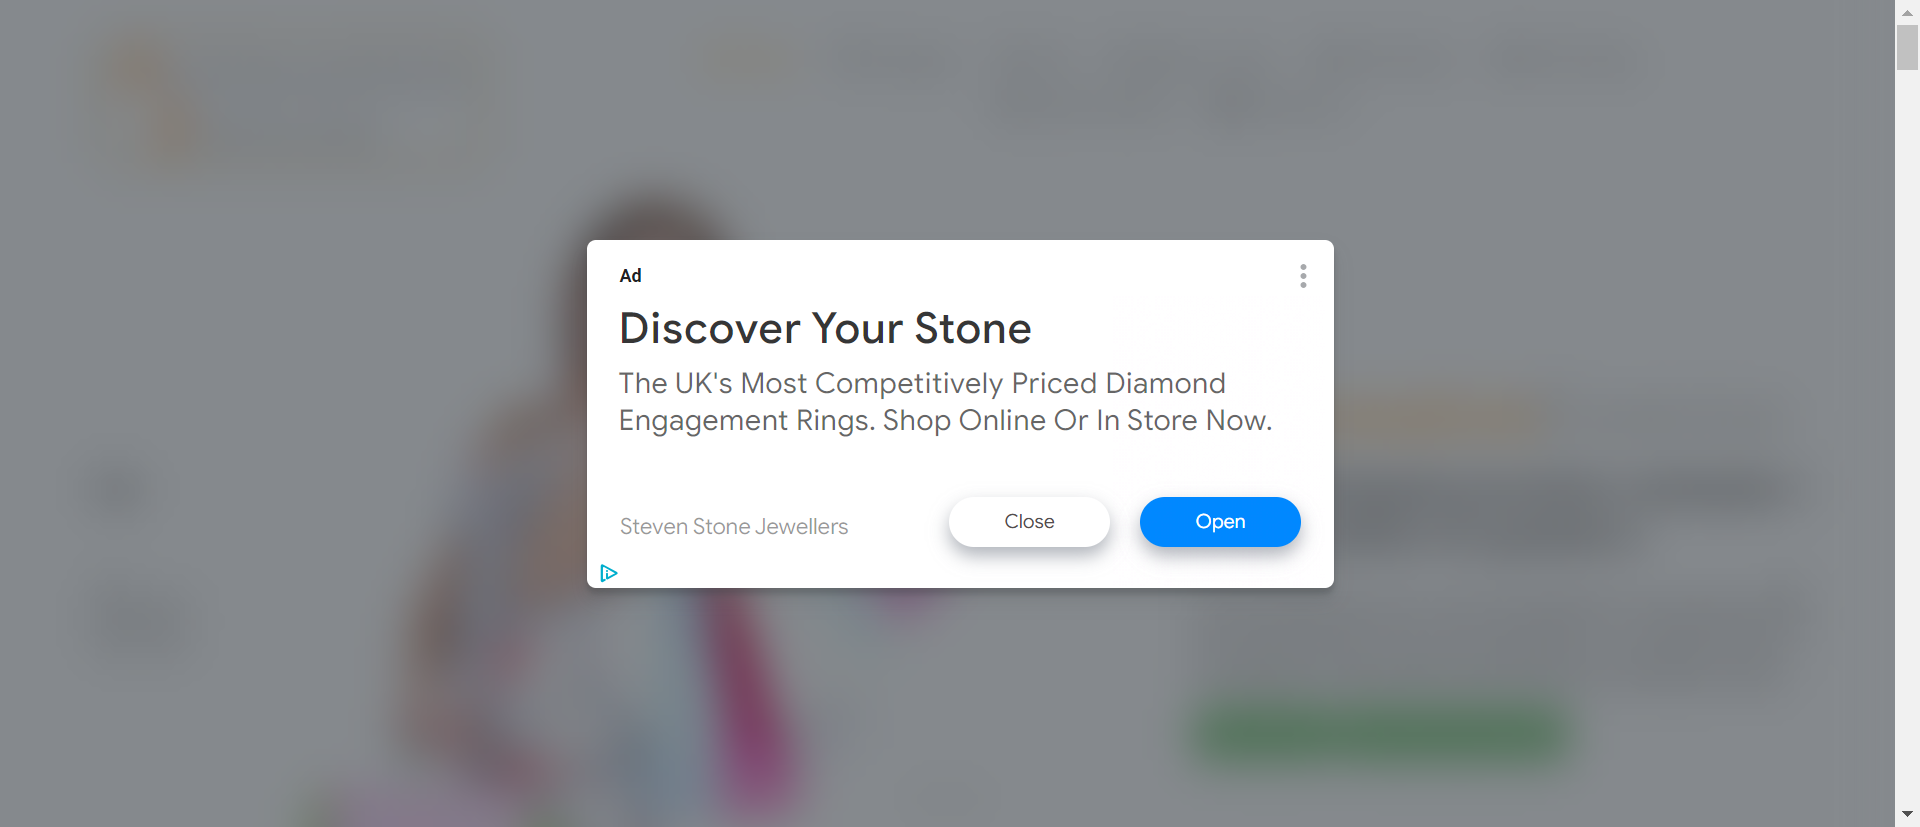 Ad
Discover Your Stone
The UK's Most Competitively Priced Diamond
Engagement Rings. Shop Online Or In Store Now.
Steven Stone Jewellers
Close
Open